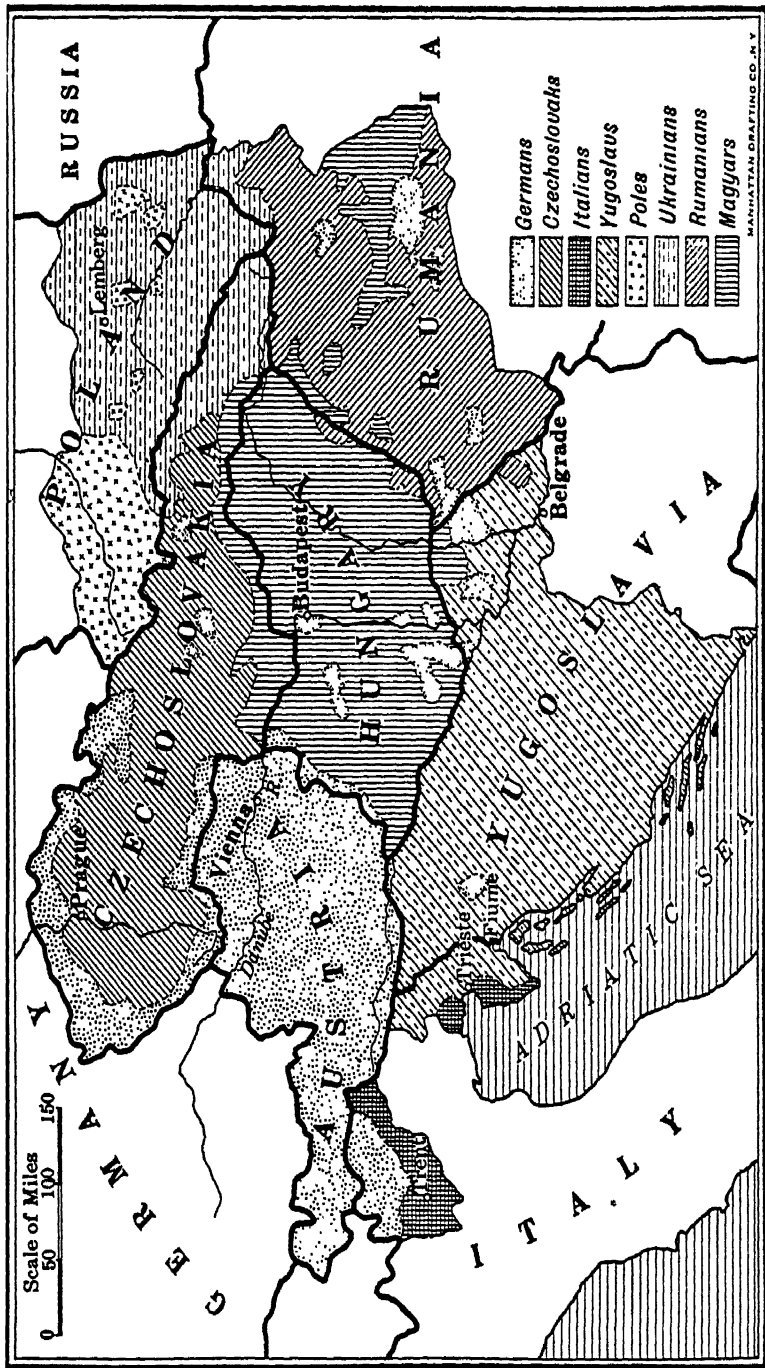 RUSSIA
GERMANY
Scale of Miles
0 50 100 150
POLAND
Lemberg
Prague
CZECHOSLOVAKIA
Vienna
R.
Danube
AUSTRIA
Budapest
HUNGARY
RUMANIA
Trent
Trieste
Fiume
YUGOSLAVIA
Belgrade
ITALY
ADRIATIC SEA
Germans
Czechoslovaks
Italians
Yugoslavs
Poles
Ukrainians
Rumanians
Magyars
MANHATTAN DRAFTING CO. N.Y.